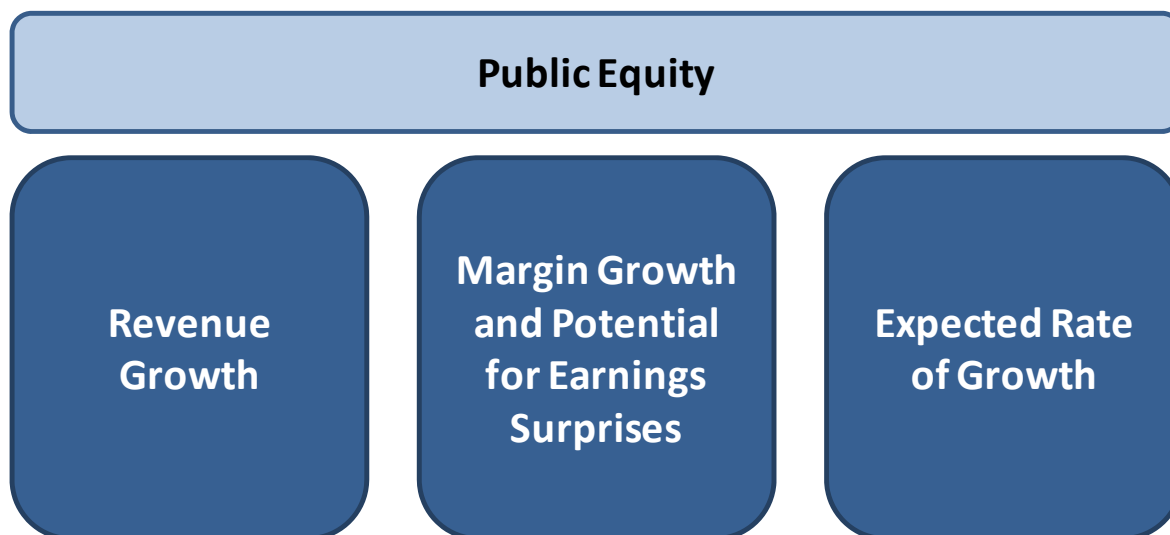 Public Equity
Revenue
Growth
Margin Growth
and Potential
for Earnings
Surprises
Expected Rate
of Growth